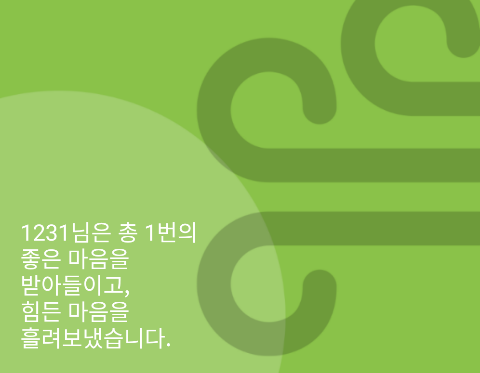 1231님은 총 1번의
좋은 마음을
받아들이고,
힘든 마음을
흘려보냈습니다.